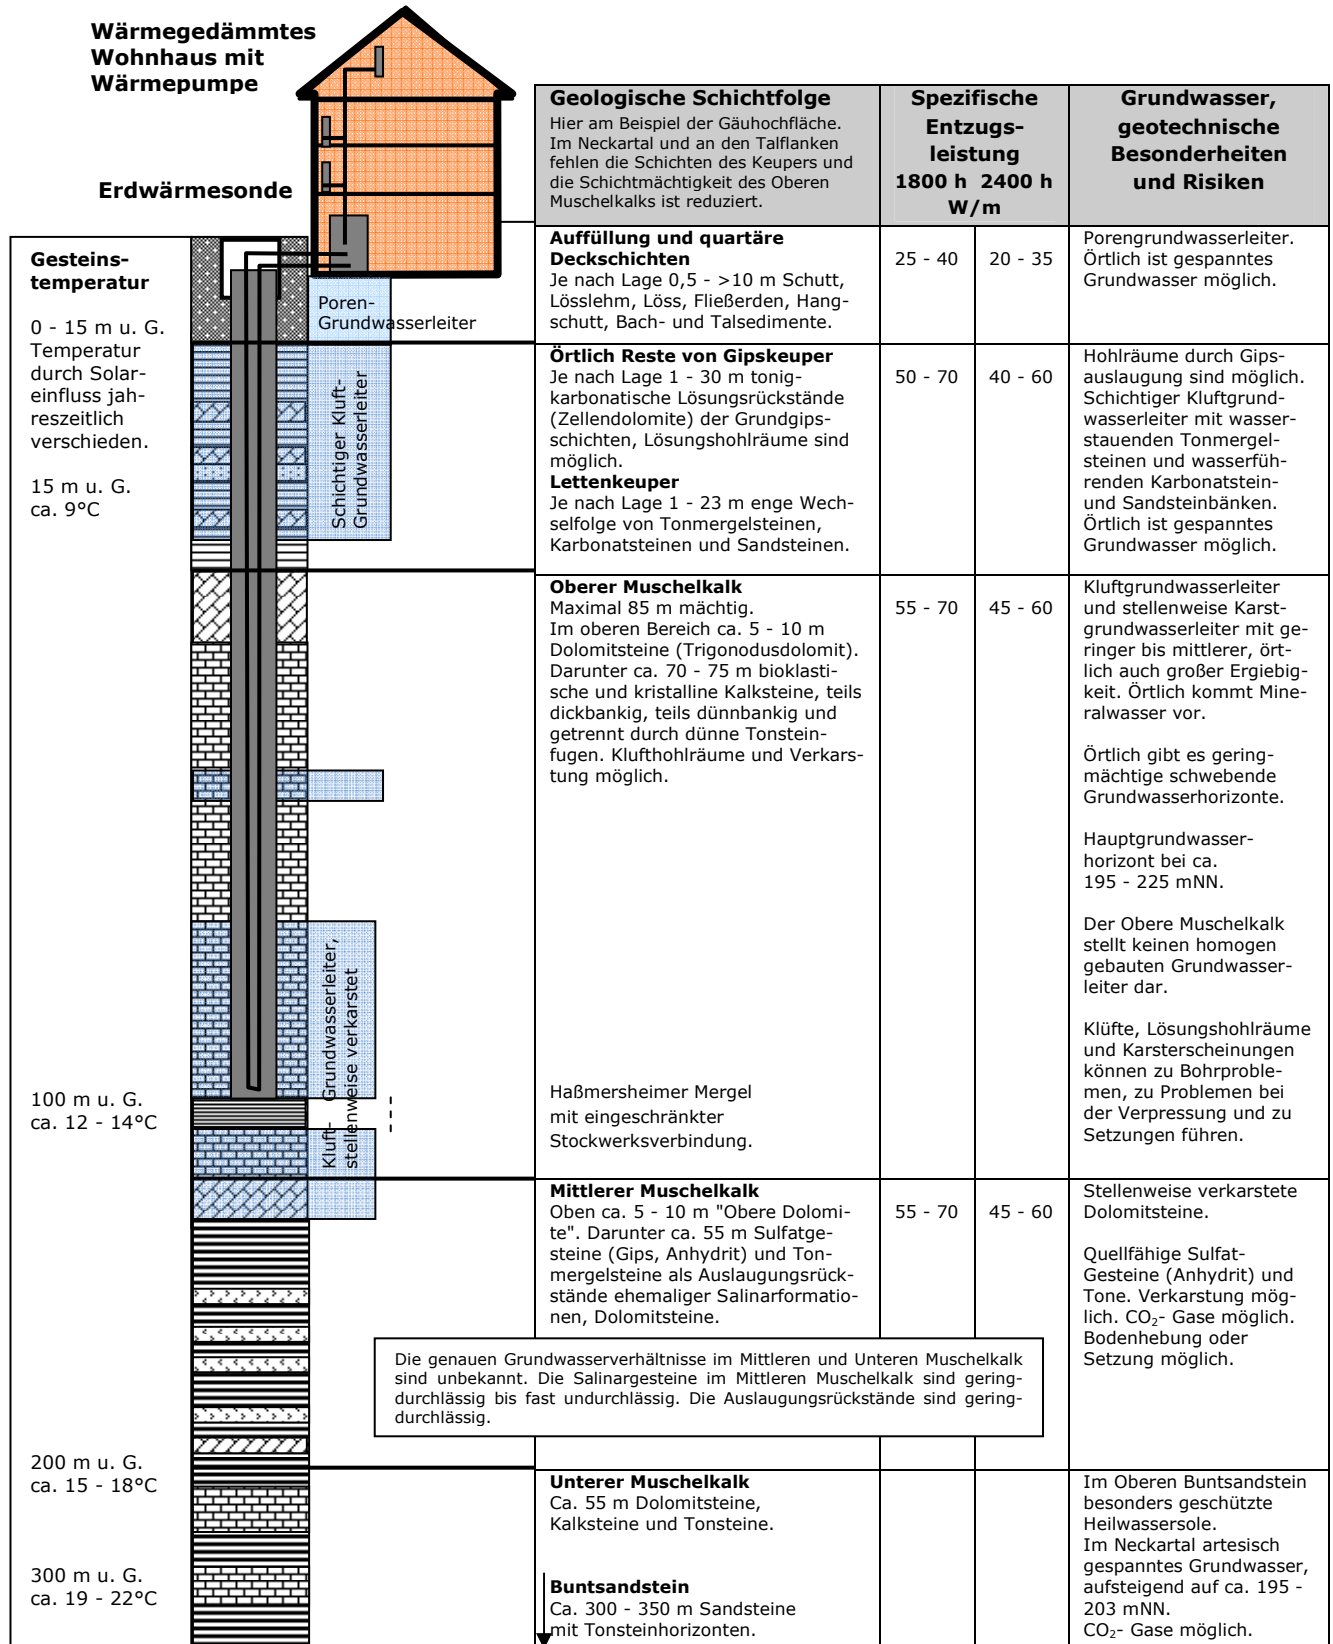 Wärmegedämmtes
Wohnhaus mit
Wärmepumpe
Erdwärmesonde
Gesteins-
temperatur
0 - 15 m u. G.
Temperatur
durch Solar-
einfluss jah-
reszeitlich
verschieden.
15 m u. G.
ca. 9°C
100 m u. G.
ca. 12 - 14°C
200 m u. G.
ca. 15 - 18°C
300 m u. G.
ca. 19 - 22°C
Poren-
Grundwasserleiter
Schichtiger Kluft-
Grundwasserleiter
Kluft- Grundwasserleiter,
stellenweise verkarstet
Geologische Schichtfolge
Hier am Beispiel der Gäuhochfläche.
Im Neckartal und an den Talflanken
fehlen die Schichten des Keupers und
die Schichtmächtigkeit des Oberen
Muschelkalks ist reduziert.
Spezifische
Entzugs-
leistung
1800 h 2400 h
W/m
Grundwasser,
geotechnische
Besonderheiten
und Risiken
Auffüllung und quartäre
Deckschichten
Je nach Lage 0,5 - >10 m Schutt,
Lösslehm, Löss, Fließerden, Hang-
schutt, Bach- und Talsedimente.
25 - 40
20 - 35
Porengrundwasserleiter.
Örtlich ist gespanntes
Grundwasser möglich.
Örtlich Reste von Gipskeuper
Je nach Lage 1 - 30 m tonig-
karbonatische Lösungsrückstände
(Zellendolomite) der Grundgips-
schichten, Lösungshohlräume sind
möglich.
Lettenkeuper
Je nach Lage 1 - 23 m enge Wech-
selfolge von Tonmergelsteinen,
Karbonatsteinen und Sandsteinen.
50 - 70
40 - 60
Hohlräume durch Gips-
auslaugung sind möglich.
Schichtiger Kluftgrund-
wasserleiter mit wasser-
stauenden Tonmergel-
steinen und wasserfüh-
renden Karbonatstein-
und Sandsteinbänken.
Örtlich ist gespanntes
Grundwasser möglich.
Oberer Muschelkalk
Maximal 85 m mächtig.
Im oberen Bereich ca. 5 - 10 m
Dolomitsteine (Trigonodusdolomit).
Darunter ca. 70 - 75 m bioklasti-
sche und kristalline Kalksteine, teils
dickbankig, teils dünnbankig und
getrennt durch dünne Tonstein-
fugen. Klufthohlräume und Verkars-
tung möglich.
Haßmersheimer Mergel
mit eingeschränkter
Stockwerksverbindung.
55 - 70
45 - 60
Kluftgrundwasserleiter
und stellenweise Karst-
grundwasserleiter mit ge-
ringer bis mittlerer, ört-
lich auch großer Ergiebig-
keit. Örtlich kommt Mine-
ralwasser vor.
Örtlich gibt es gering-
mächtige schwebende
Grundwasserhorizonte.
Hauptgrundwasser-
horizont bei ca.
195 - 225 mNN.
Der Obere Muschelkalk
stellt keinen homogen
gebauten Grundwasser-
leiter dar.
Klüfte, Lösungshohlräume
und Karsterscheinungen
können zu Bohrproble-
men, zu Problemen bei
der Verpressung und zu
Setzungen führen.
Mittlerer Muschelkalk
Oben ca. 5 - 10 m "Obere Dolomi-
te". Darunter ca. 55 m Sulfatge-
steine (Gips, Anhydrit) und Ton-
mergelsteine als Auslaugungsrück-
stände ehemaliger Salinarformatio-
nen, Dolomitsteine.
55 - 70
45 - 60
Stellenweise verkarstete
Dolomitsteine.
Quellfähige Sulfat-
Gesteine (Anhydrit) und
Tone. Verkarstung mög-
lich. CO₂- Gase möglich.
Bodenhebung oder
Setzung möglich.
Die genauen Grundwasserverhältnisse im Mittleren und Unteren Muschelkalk
sind unbekannt. Die Salinargesteine im Mittleren Muschelkalk sind gering-
durchlässig bis fast undurchlässig. Die Auslaugungsrückstände sind gering-
durchlässig.
Unterer Muschelkalk
Ca. 55 m Dolomitsteine,
Kalksteine und Tonsteine.
Buntsandstein
Ca. 300 - 350 m Sandsteine
mit Tonsteinhorizonten.
Im Oberen Buntsandstein
besonders geschützte
Heilwassersole.
Im Neckartal artesisch
gespanntes Grundwasser,
aufsteigend auf ca. 195 -
203 mNN.
CO₂- Gase möglich.